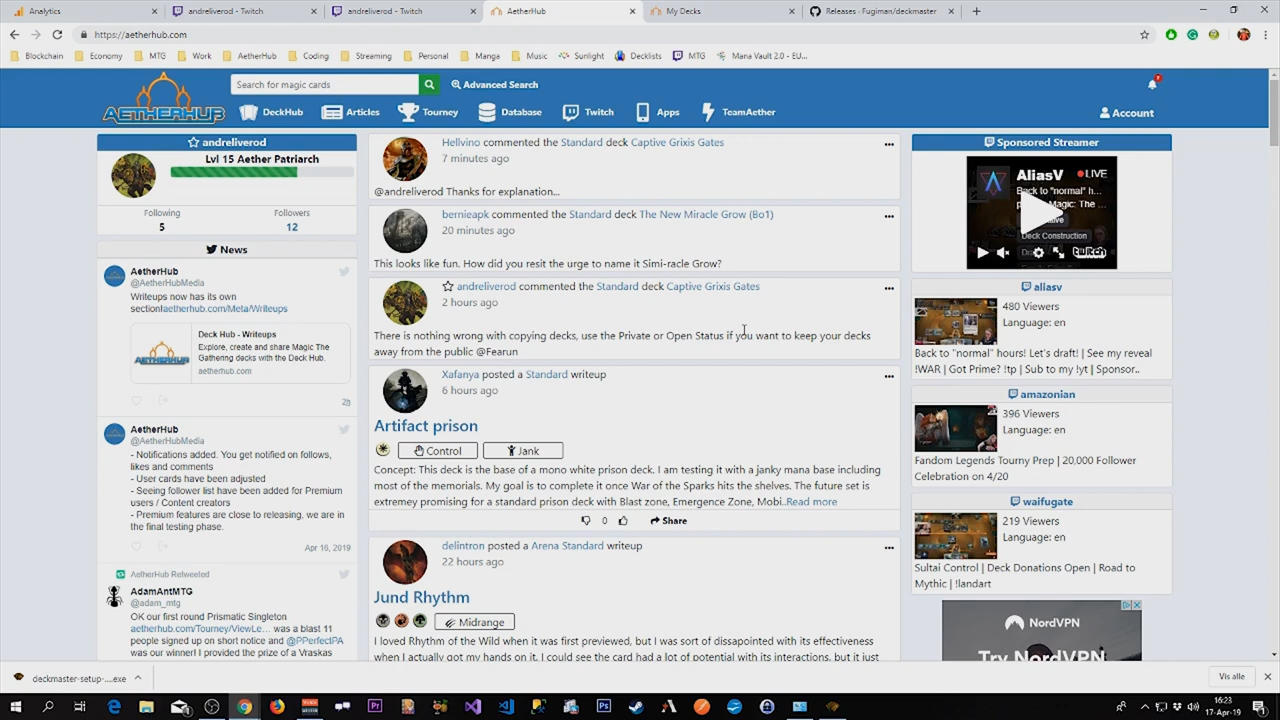 Analytics
andreliverod - Twitch
andreliverod - Twitch
AetherHub
My Decks
Releases · Fugiman/deckmaster
https://aetherhub.com
Blockchain
Economy
MTG
Work
AetherHub
Coding
Streaming
Personal
Manga
Music
Sunlight
Decklists
MTG
Mana Vault 2.0 - EU...
AETHERHUB
Search for magic cards
Advanced Search
DeckHub
Articles
Tourney
Database
Twitch
Apps
TeamAether
Account
andreliverod
Lvl 15 Aether Patriarch
Following
Followers
5
12
News
AetherHub
@AetherHubMedia
Writeups now has its own
section!aetherhub.com/Meta/Writeups
Deck Hub - Writeups
Explore, create and share Magic The
Gathering decks with the Deck Hub.
aetherhub.com
AetherHub
@AetherHubMedia
- Notifications added. You get notified on follows,
likes and comments
- User cards have been adjusted
- Seeing follower list have been added for Premium
users / Content creators
- Premium features are close to releasing, we are in
the final testing phase.
Apr 16, 2019
AetherHub Retweeted
AdamAntMTG
@adam_mtg
OK our first round Prismatic Singleton
aetherhub.com/Tourney/ViewLe... was a blast 11
people signed up on short notice and @PPerfectPA
was our winner! I provided the prize of a Vraskas
Hellvino commented the Standard deck Captive Grixis Gates
7 minutes ago
@andreliverod Thanks for explanation...
bernieapk commented the Standard deck The New Miracle Grow (Bo1)
20 minutes ago
This looks like fun. How did you resit the urge to name it Simi-racle Grow?
andreliverod commented the Standard deck Captive Grixis Gates
2 hours ago
There is nothing wrong with copying decks, use the Private or Open Status if you want to keep your decks
away from the public @Fearun
Xafanya posted a Standard writeup
6 hours ago
Artifact prison
Control
Jank
Concept: This deck is the base of a mono white prison deck. I am testing it with a janky mana base including
most of the memorials. My goal is to complete it once War of the Sparks hits the shelves. The future set is
extremey promising for a standard prison deck with Blast zone, Emergence Zone, Mobi..Read more
0
Share
delintron posted a Arena Standard writeup
22 hours ago
Jund Rhythm
Midrange
I loved Rhythm of the Wild when it was first previewed, but I was sort of dissapointed with its effectiveness
when I actually got my hands on it. I could see the card had a lot of potential with its interactions, but it just
Sponsored Streamer
AliasV
LIVE
Back to "normal" h...
Magic: The ...
Deck Construction
twitch
aliasv
480 Viewers
Language: en
Back to "normal" hours! Let's draft! | See my reveal
!WAR | Got Prime? !tp | Sub to my !yt | Sponsor..
amazonian
396 Viewers
Language: en
Fandom Legends Tourny Prep | 20,000 Follower
Celebration on 4/20
waifugate
219 Viewers
Language: en
Sultai Control | Deck Donations Open | Road to
Mythic | !landart
NordVPN
Try NordVPN
deckmaster-setup-....exe
Vis alle
16:23
17-Apr-19